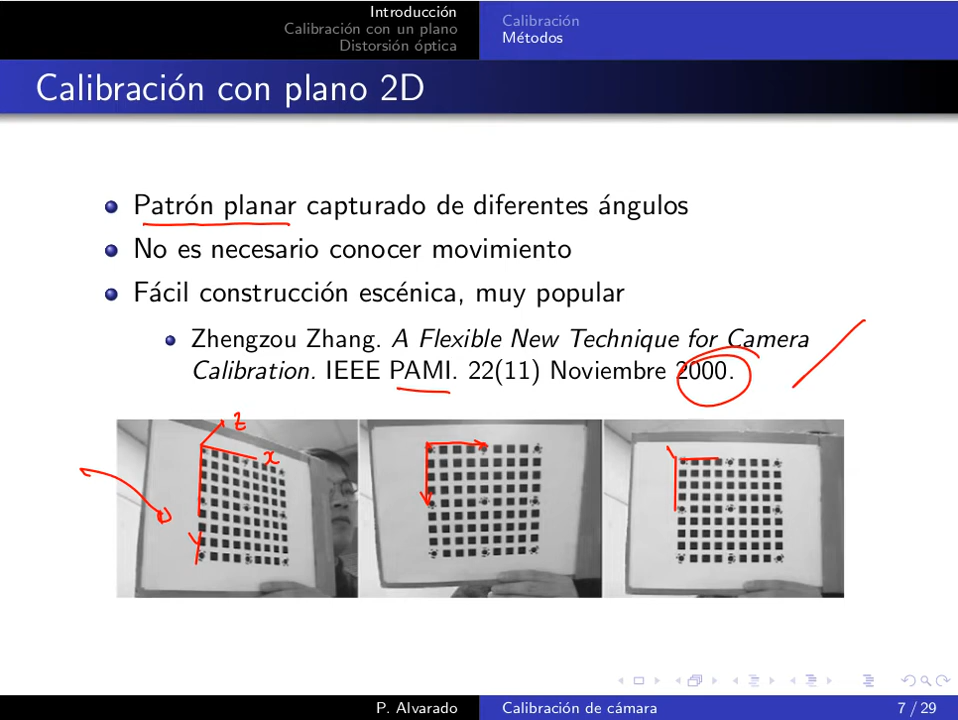 Introducción
Calibración con un plano
Distorsión óptica
Calibración
Métodos
Calibración con plano 2D
Patrón planar capturado de diferentes ángulos
No es necesario conocer movimiento
Fácil construcción escénica, muy popular
Zhengzou Zhang. A Flexible New Technique for Camera
Calibration. IEEE PAMI. 22(11) Noviembre 2000.
z
x
y
P. Alvarado
Calibración de cámara
7 / 29